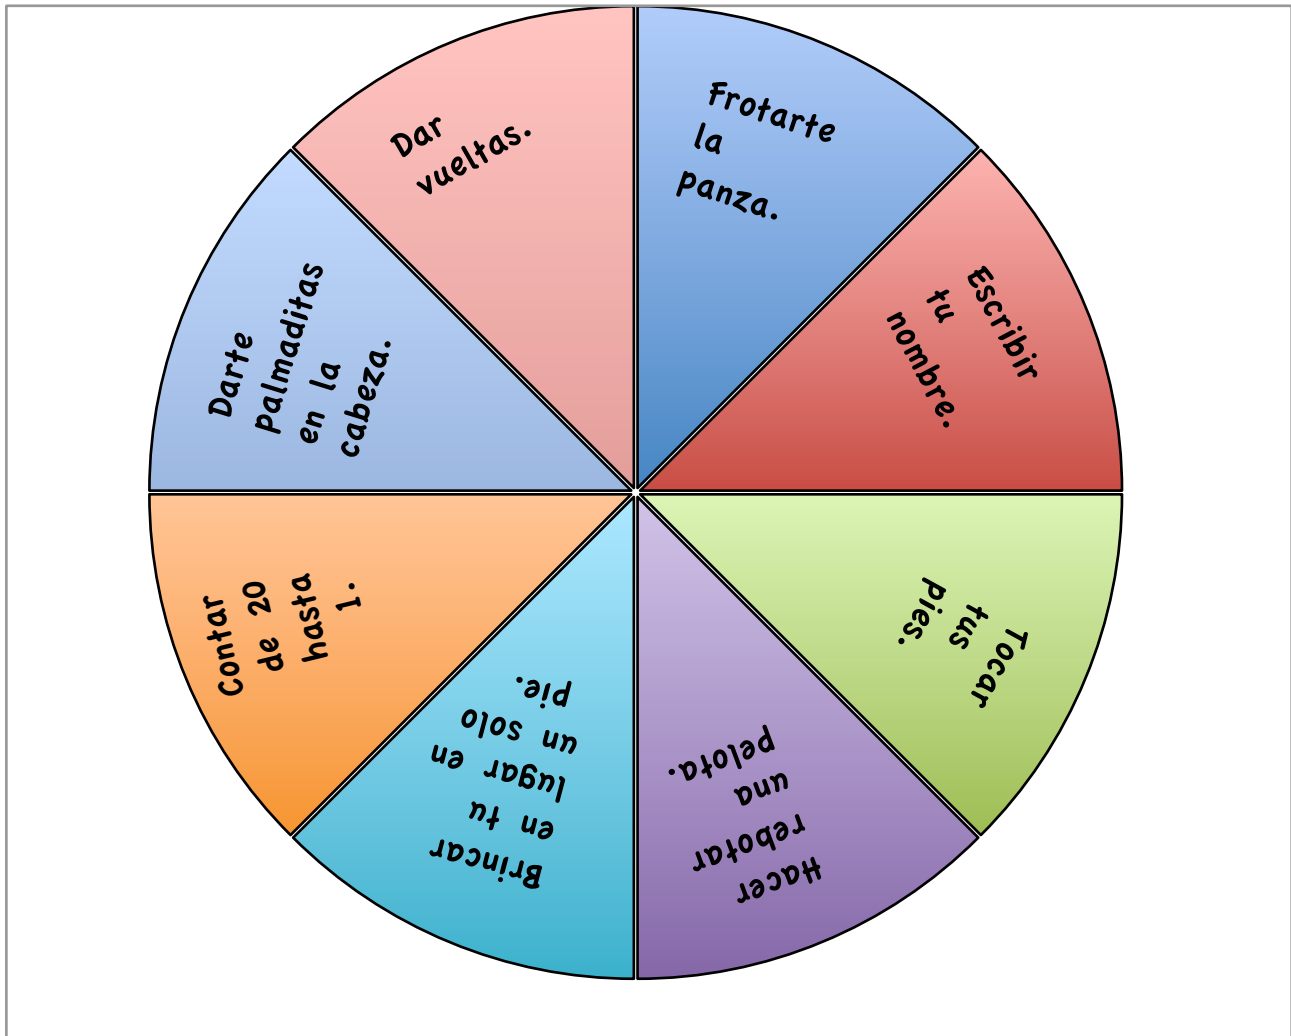 Frotarte
la
panza.
Escribir
tu
nombre.
Tocar
tus
pies.
Hacer
rebotar
una
pelota.
Brincar
en tu
lugar en
un solo
pie.
Contar
de 20
hasta
1.
Darte
palmaditas
en la
cabeza.
Dar
vueltas.